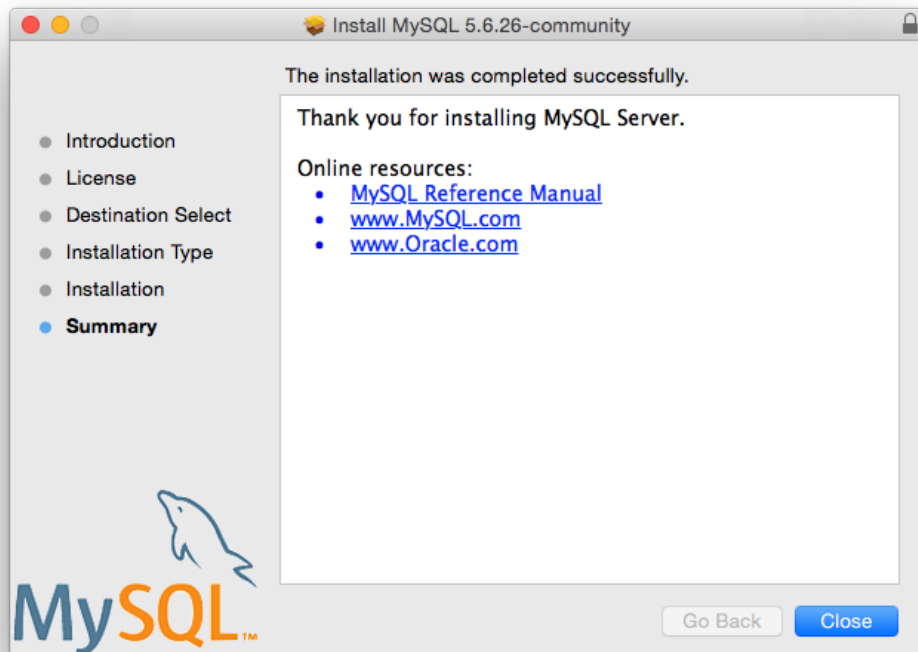 Install MySQL 5.6.26-community
The installation was completed successfully.
Introduction
License
Destination Select
Installation Type
Installation
Summary
Thank you for installing MySQL Server.
Online resources:
• MySQL Reference Manual
• www.MySQL.com
• www.Oracle.com
MySQL™
Go Back
Close